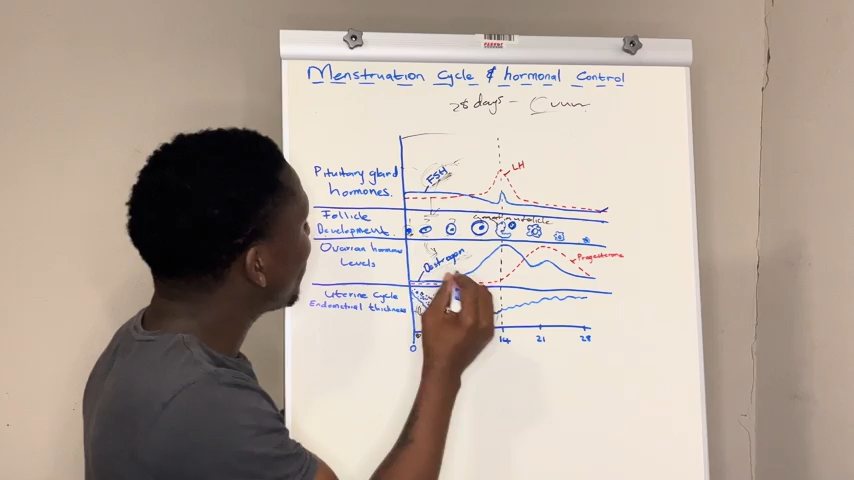 Menstruation Cycle & hormonal Control
28 days -
Pituitary gland
hormones.
FSH
LH
Follicle
Development.
Ovarian hormone
Levels
Oestrogen
Progesterone
Uterine Cycle
Endometrial thickness
0
14
21
28